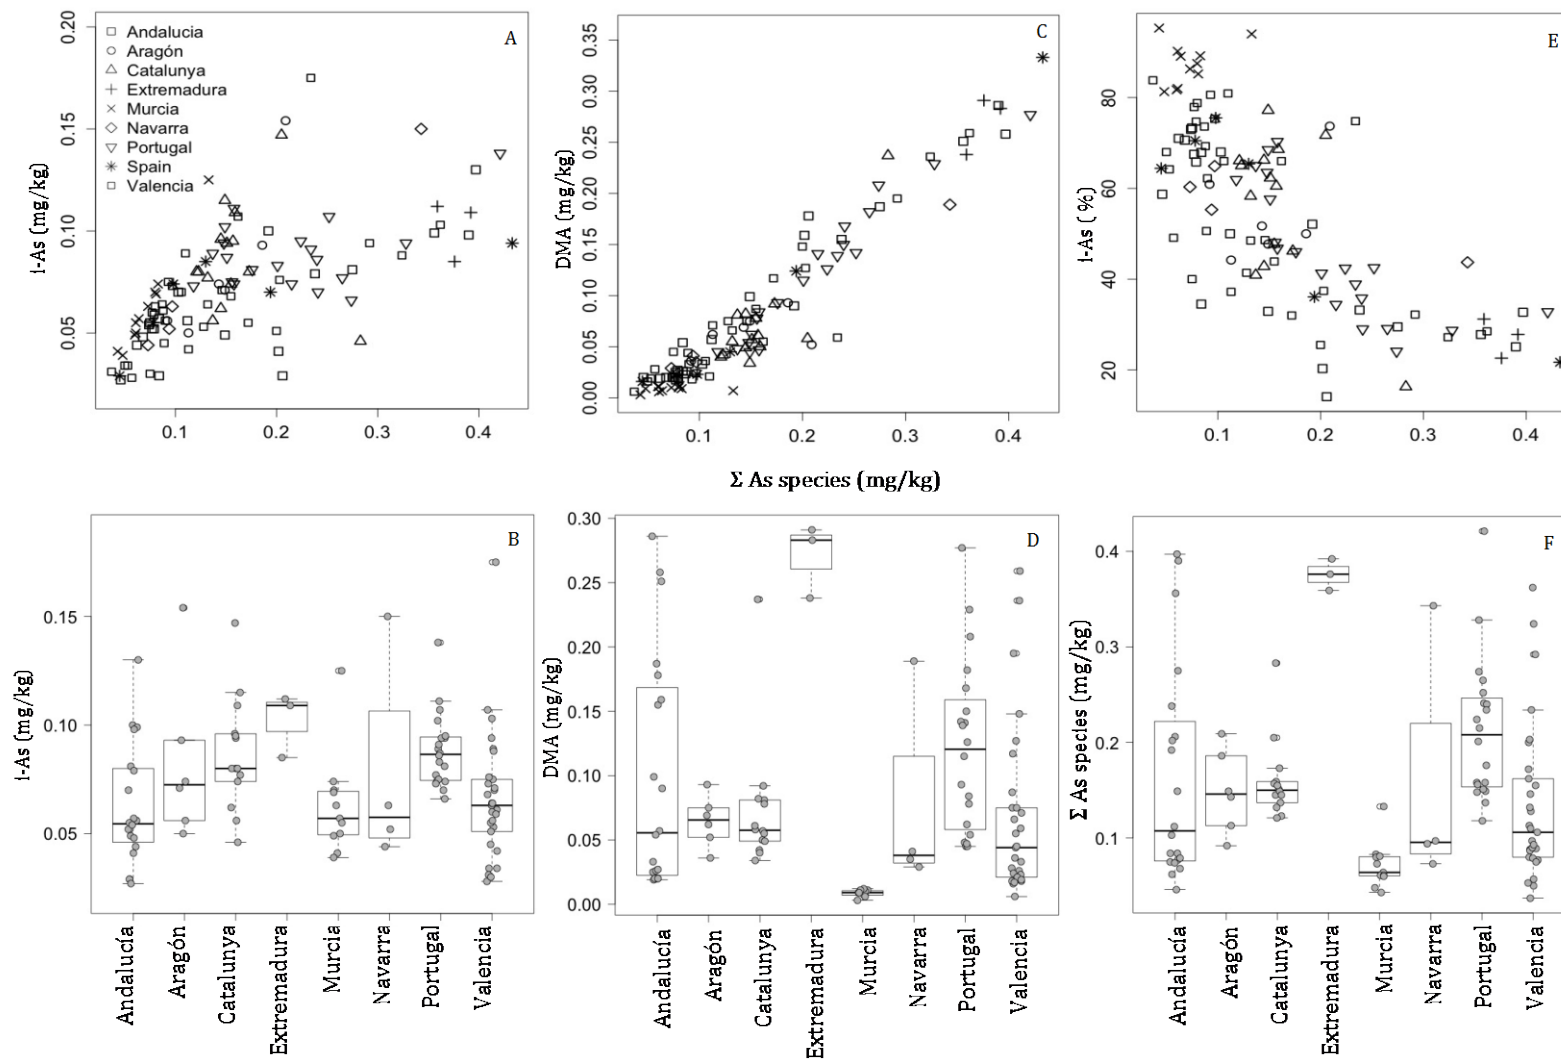 A
Andalucia
Aragón
Catalunya
Extremadura
Murcia
Navarra
Portugal
Spain
Valencia
i-As (mg/kg)
0.20
0.15
0.10
0.05
0.1 0.2 0.3 0.4
C
DMA (mg/kg)
0.35
0.30
0.25
0.20
0.15
0.10
0.05
0.00
0.1 0.2 0.3 0.4
E
i-As (%)
80
60
40
20
0.1 0.2 0.3 0.4
Σ As species (mg/kg)
B
i-As (mg/kg)
0.15
0.10
0.05
Andalucía
Aragón
Catalunya
Extremadura
Murcia
Navarra
Portugal
Valencia
D
DMA (mg/kg)
0.30
0.25
0.20
0.15
0.10
0.05
0.00
Andalucía
Aragón
Catalunya
Extremadura
Murcia
Navarra
Portugal
Valencia
F
Σ As species (mg/kg)
0.4
0.3
0.2
0.1
Andalucía
Aragón
Catalunya
Extremadura
Murcia
Navarra
Portugal
Valencia